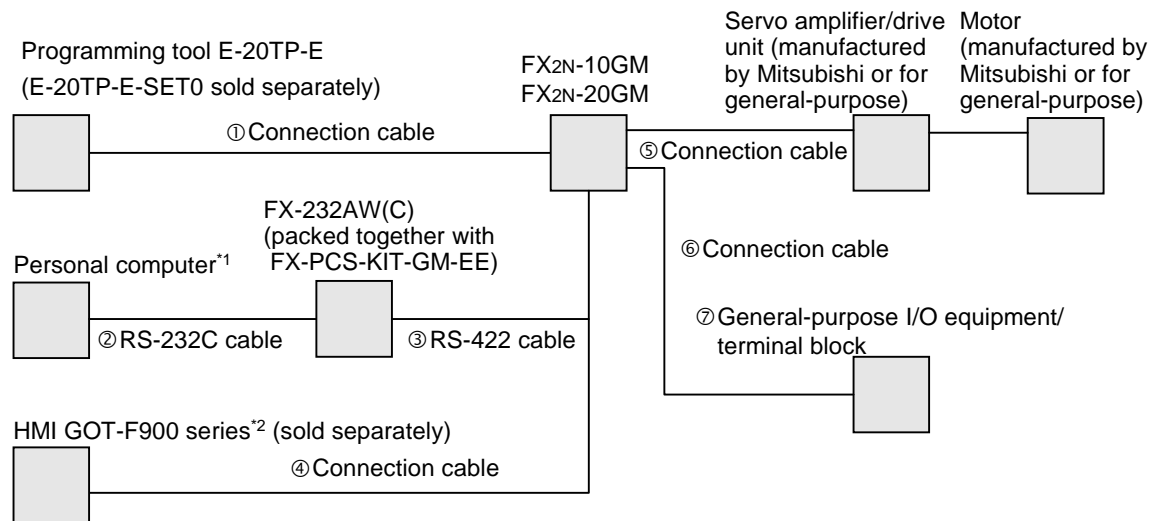 Programming tool E-20TP-E
(E-20TP-E-SET0 sold separately)
①Connection cable
FX2N-10GM
FX2N-20GM
Servo amplifier/drive
unit (manufactured
by Mitsubishi or for
general-purpose)
Motor
(manufactured by
Mitsubishi or for
general-purpose)
⑤Connection cable
FX-232AW(C)
(packed together with
FX-PCS-KIT-GM-EE)
⑥Connection cable
Personal computer*1
②RS-232C cable
③RS-422 cable
⑦General-purpose I/O equipment/
terminal block
HMI GOT-F900 series*2 (sold separately)
④Connection cable